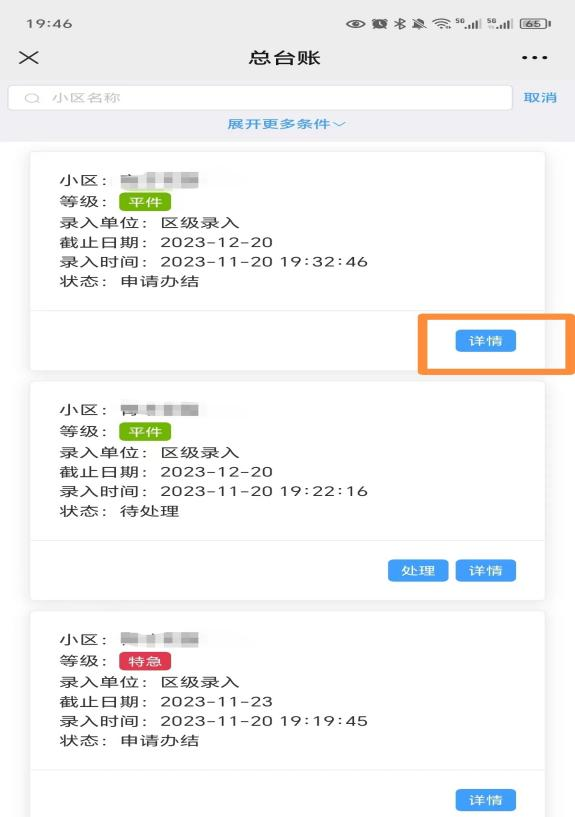 19:46
5G 5G 65
总台账
小区名称 取消
展开更多条件
小区：
等级： 平件
录入单位： 区级录入
截止日期： 2023-12-20
录入时间： 2023-11-20 19:32:46
状态： 申请办结
详情
小区：
等级： 平件
录入单位： 区级录入
截止日期： 2023-12-20
录入时间： 2023-11-20 19:22:16
状态： 待处理
处理 详情
小区：
等级： 特急
录入单位： 区级录入
截止日期： 2023-11-23
录入时间： 2023-11-20 19:19:45
状态： 申请办结
详情